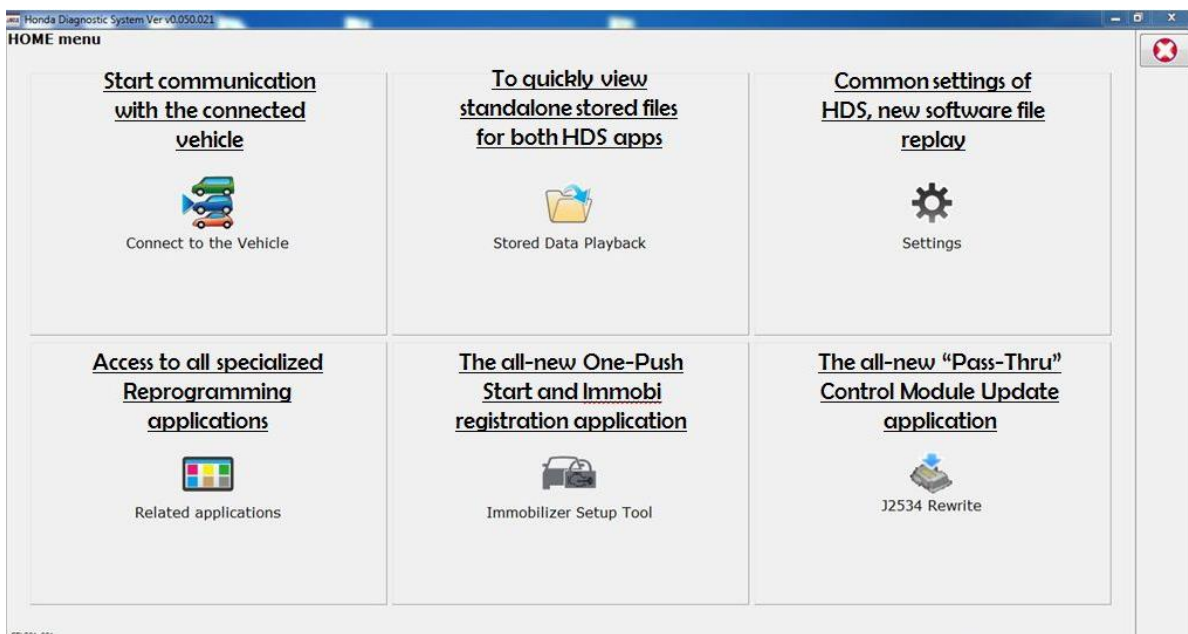 Honda Diagnostic System Ver v0.050.021
HOME menu
Start communication
with the connected
vehicle
Connect to the Vehicle
To quickly view
standalone stored files
for both HDS apps
Stored Data Playback
Common settings of
HDS, new software file
replay
Settings
Access to all specialized
Reprogramming
applications
Related applications
The all-new One-Push
Start and Immobi
registration application
Immobilizer Setup Tool
The all-new “Pass-Thru”
Control Module Update
application
J2534 Rewrite